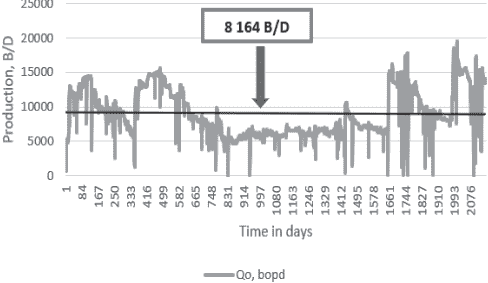 25000
20000
15000
10000
5000
0
Production, B/D
8 164 B/D
1 84 167 250 333 416 499 582 665 748 831 914 997 1080 1163 1246 1329 1412 1495 1578 1661 1744 1827 1910 1993 2076
Time in days
Qo, bopd